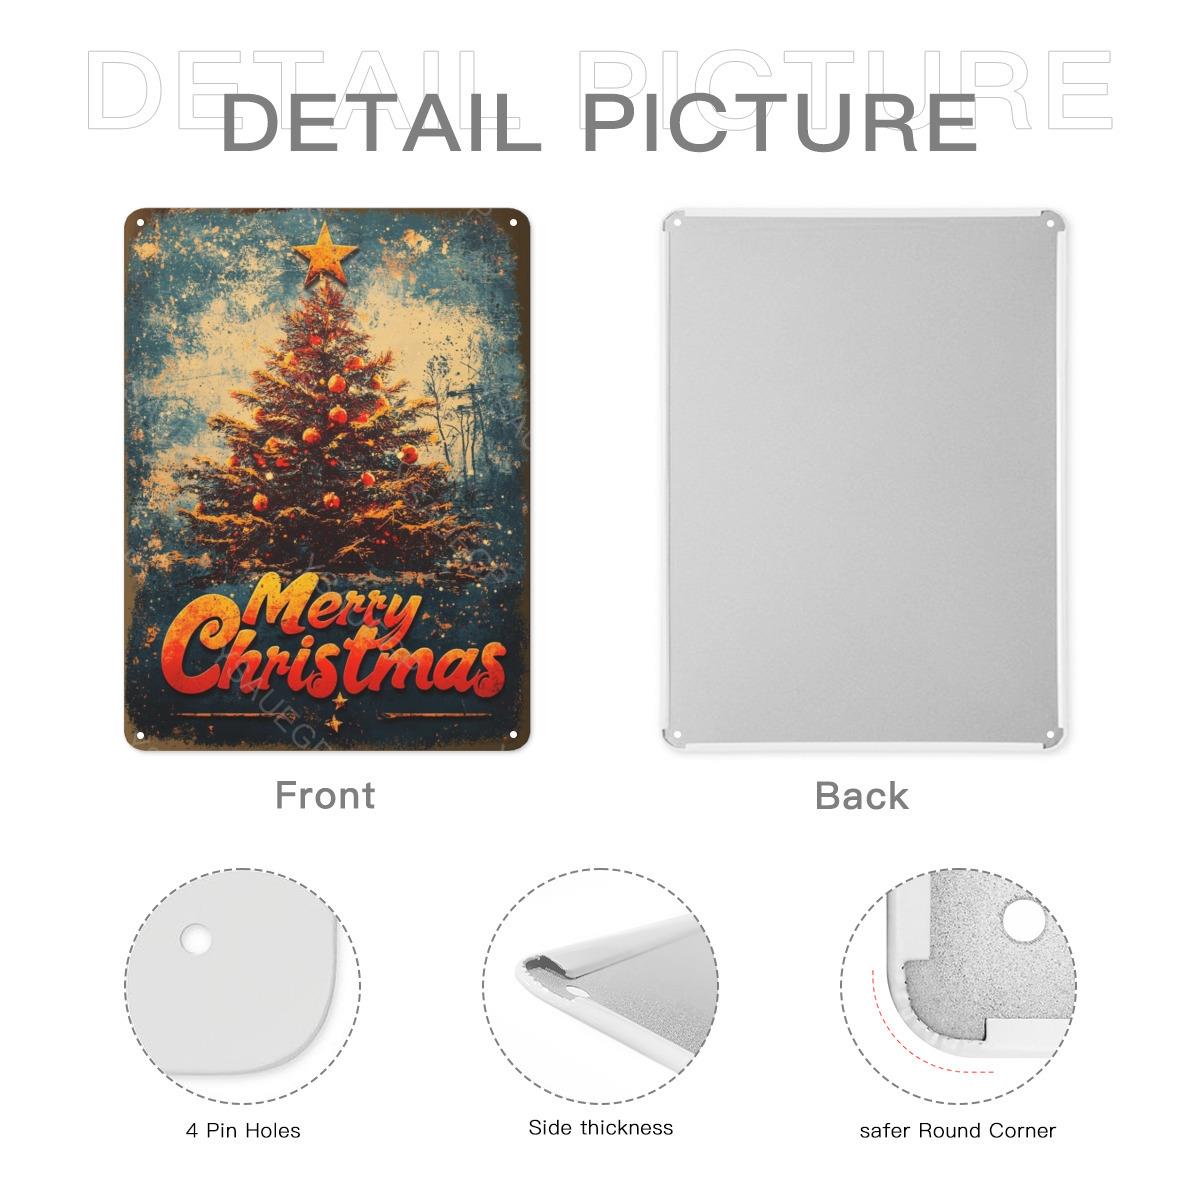 DETAIL PICTURE
DETAIL PICTURE
Merry
Christmas
Front
Back
4 Pin Holes
Side thickness
safer Round Corner